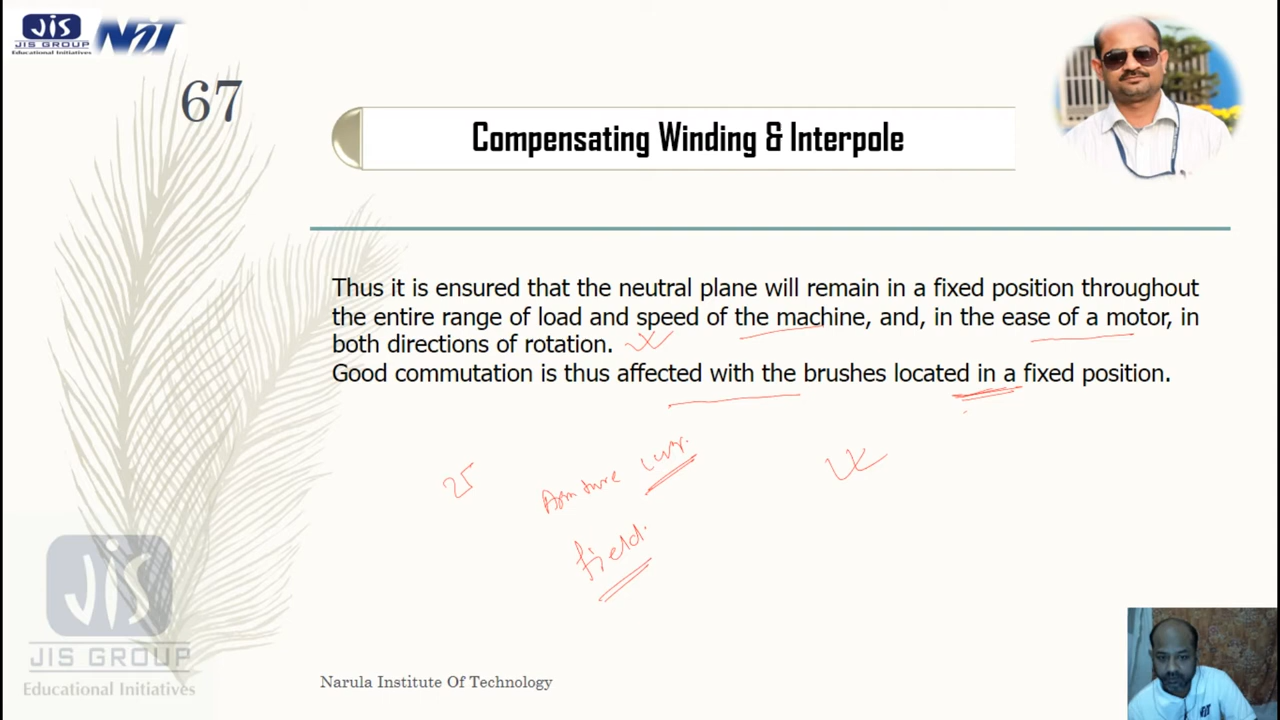 JIS
JIS GROUP
Educational Initiatives
NiT
67
Compensating Winding & Interpole
Thus it is ensured that the neutral plane will remain in a fixed position throughout
the entire range of load and speed of the machine, and, in the ease of a motor, in
both directions of rotation.
Good commutation is thus affected with the brushes located in a fixed position.
Armature curr.
field.
JIS
JIS GROUP
Educational Initiatives
Narula Institute Of Technology